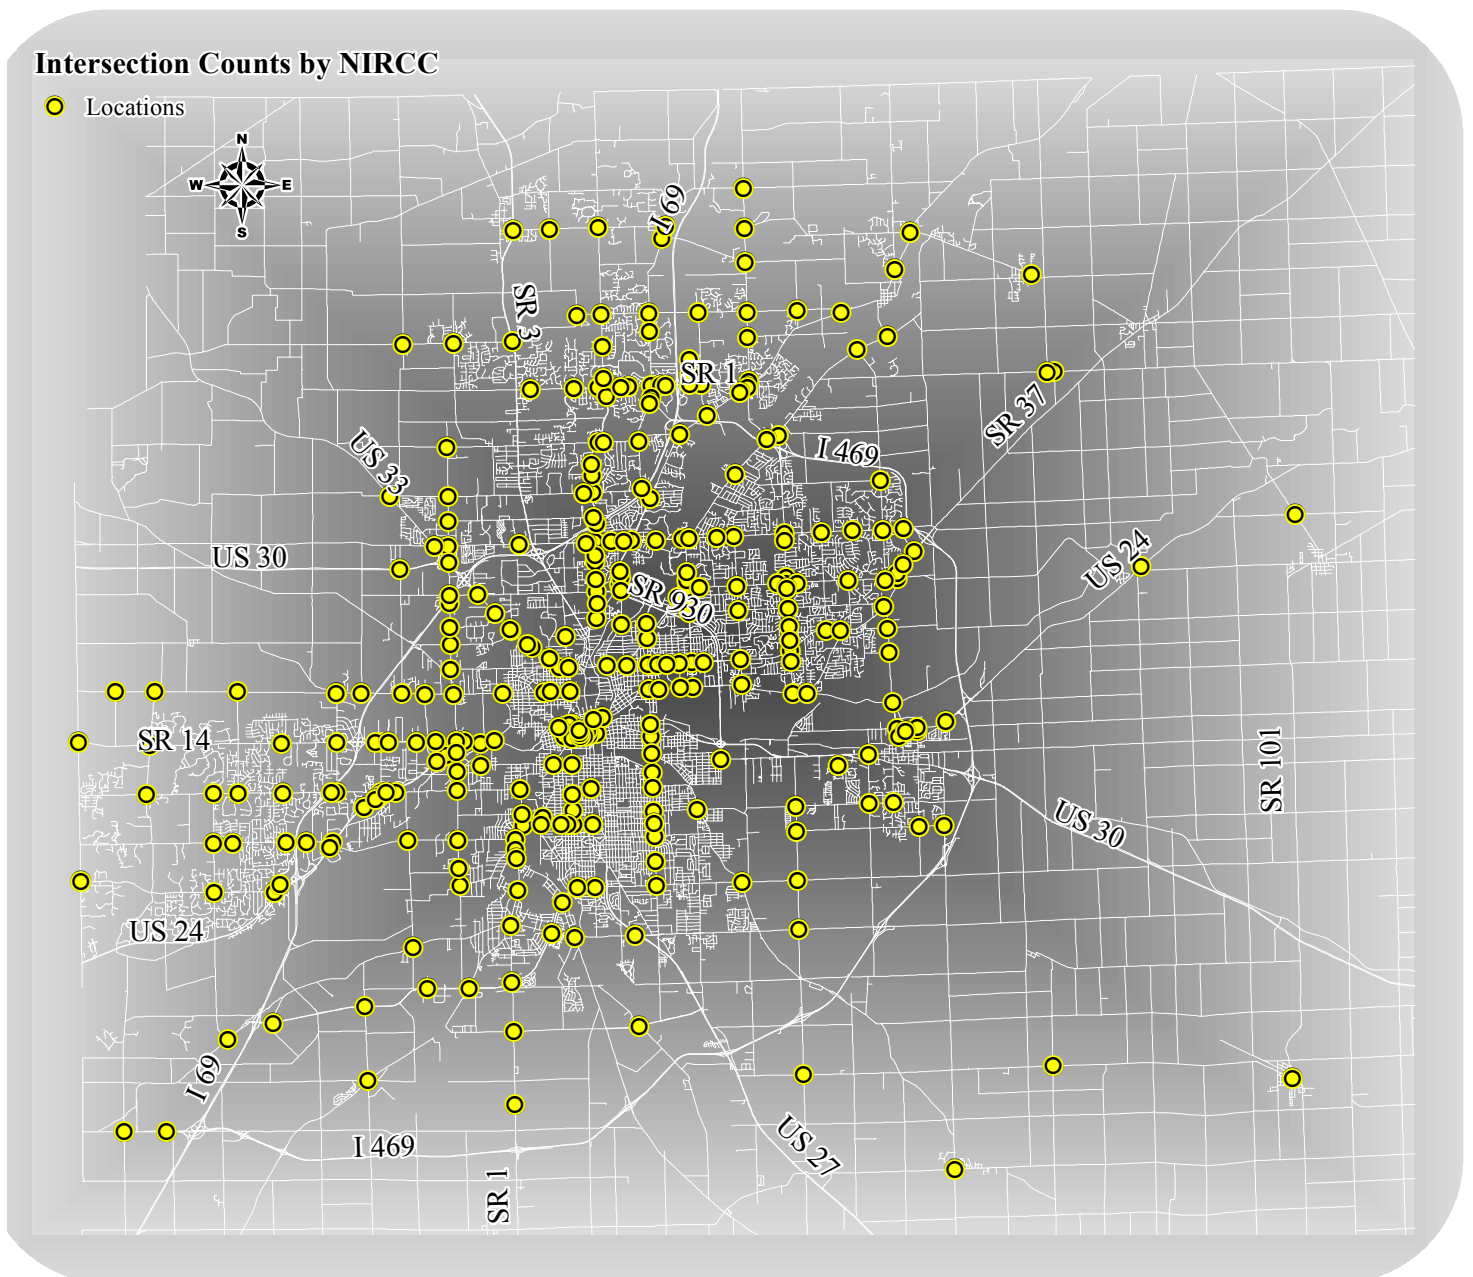 Intersection Counts by NIRCC
Locations
N
W E
S
I 69
SR 3
SR 1
SR 37
US 33
I 469
US 30
US 24
SR 930
SR 14
SR 101
US 30
US 24
I 69
I 469
US 27
SR 1